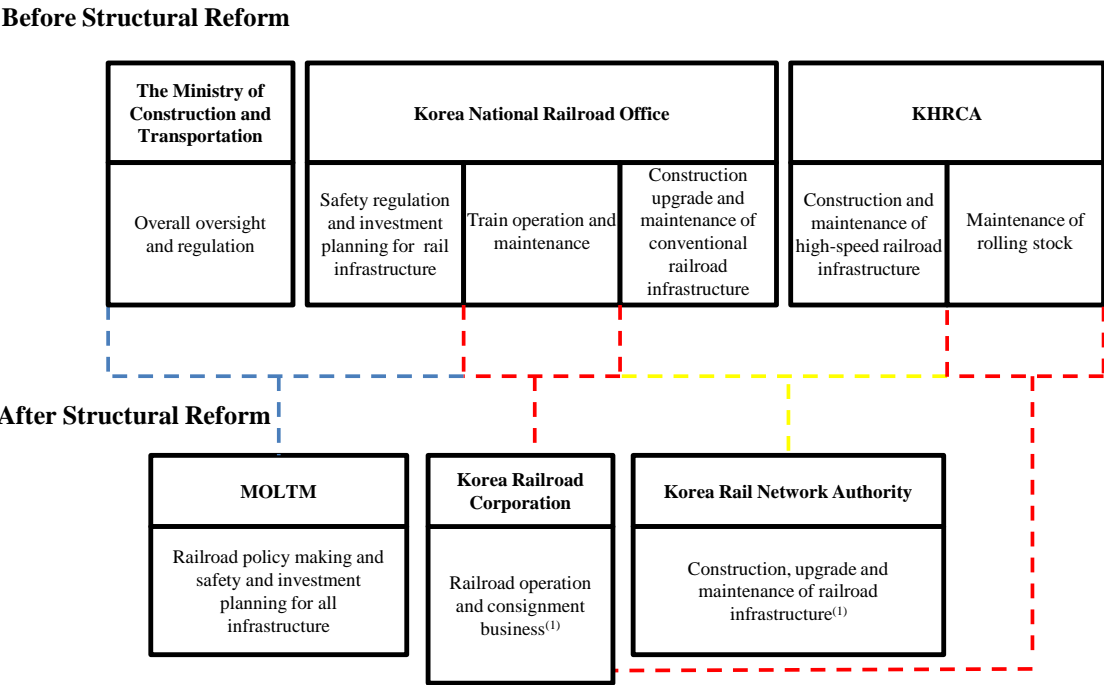 Before Structural Reform
The Ministry of
Construction and
Transportation
Korea National Railroad Office
KHRCA
Overall oversight
and regulation
Safety regulation
and investment
planning for rail
infrastructure
Train operation and
maintenance
Construction
upgrade and
maintenance of
conventional
railroad
infrastructure
Construction and
maintenance of
high-speed railroad
infrastructure
Maintenance of
rolling stock
After Structural Reform
MOLTM
Korea Railroad
Corporation
Korea Rail Network Authority
Railroad policy making and
safety and investment
planning for all
infrastructure
Railroad operation
and consignment
business(1)
Construction, upgrade and
maintenance of railroad
infrastructure(1)